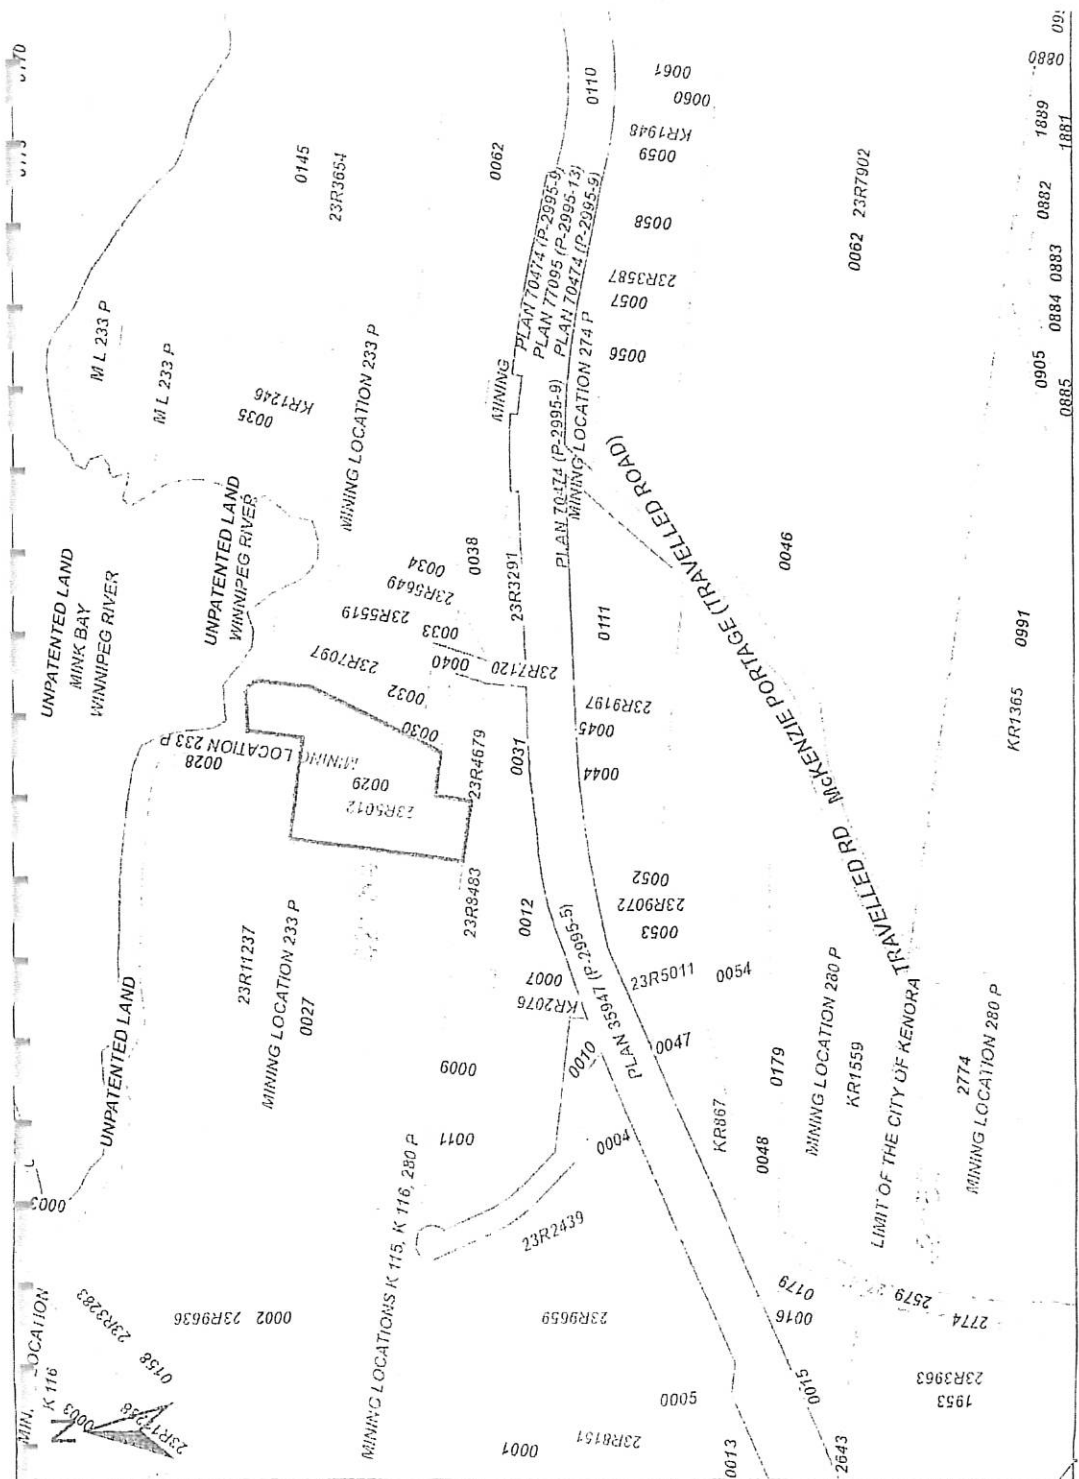 0170
0145
23R3654
0062
0110
0061
0060
KR1948
0059
0058
23R3587
0057
0056
PLAN 70474 (P-2995-9)
PLAN 77095 (P-2995-13)
PLAN 70474 (P-2995-9)
MINING LOCATION 274 P
PLAN 70474 (P-2995-9)
0062 23R7902
0880
1889
1881
0882
0883
0884
0905
0885
M L 233 P
M L 233 P
KR1246
0035
MINING LOCATION 233 P
MINING
UNPATENTED LAND
MINK BAY
WINNIPEG RIVER
UNPATENTED LAND
WINNIPEG RIVER
0034
23R5649
0038
23R5519
0033
23R3291
0040
23R7120
23R7097
0032
0030
0111
23R9197
0045
0044
0046
McKENZIE PORTAGE (TRAVELLED ROAD)
TRAVELLED RD
0991
KR1365
MINING LOCATION 233 P
0028
0029
23R5012
23R4679
0031
23R8483
0012
0052
23R9072
0053
23R5011
0054
PLAN 35947 (P-2995-5)
0007
KR2076
0010
0047
UNPATENTED LAND
23R11237
MINING LOCATION 233 P
0027
0009
0011
0004
KR867
0048
0179
MINING LOCATION 280 P
KR1559
LIMIT OF THE CITY OF KENORA
2774
MINING LOCATION 280 P
0003
MINING LOCATIONS K 115, K 116, 280 P
23R2439
23R9659
0002 23R9636
23R3283
0158
LOCATION
K 116
N
0003
0179
0016
0015
2579
2774
23R3963
1953
23R8151
0001
0013
2643